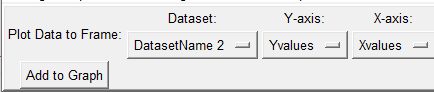 Dataset: Y-axis: X-axis:
Plot Data to Frame: DatasetName 2 Yvalues Xvalues
Add to Graph